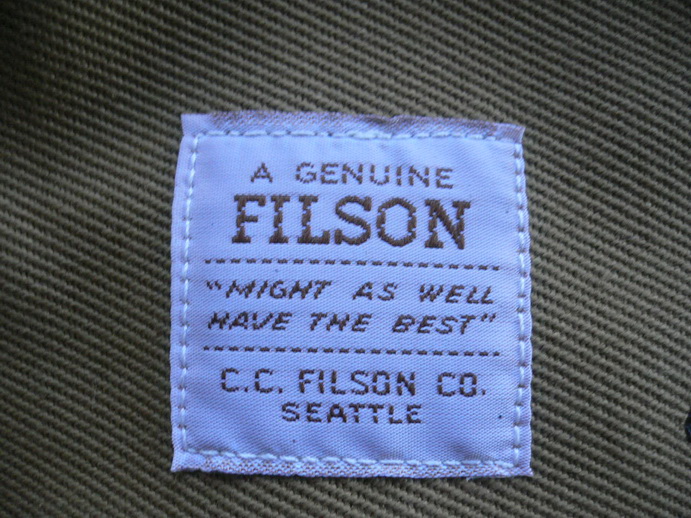 A GENUINE
FILSON
"MIGHT AS WELL
HAVE THE BEST"
C.C. FILSON CO.
SEATTLE